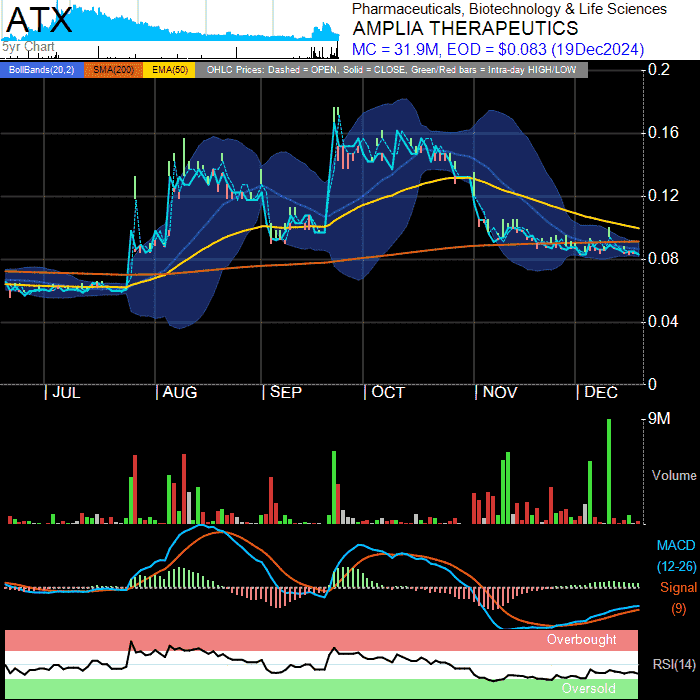 ATX
5yr Chart
Pharmaceuticals, Biotechnology & Life Sciences
AMPLIA THERAPEUTICS
MC = 31.9M, EOD = $0.083 (19Dec2024)
BollBands(20,2) SMA(200) EMA(50) OHLC Prices: Dashed = OPEN, Solid = CLOSE, Green/Red bars = Intra-day HIGH/LOW
0.2
0.16
0.12
0.08
0.04
0
| JUL | AUG | SEP | OCT | NOV | DEC
9M
Volume
MACD
(12-26)
Signal
(9)
Overbought
RSI(14)
Oversold